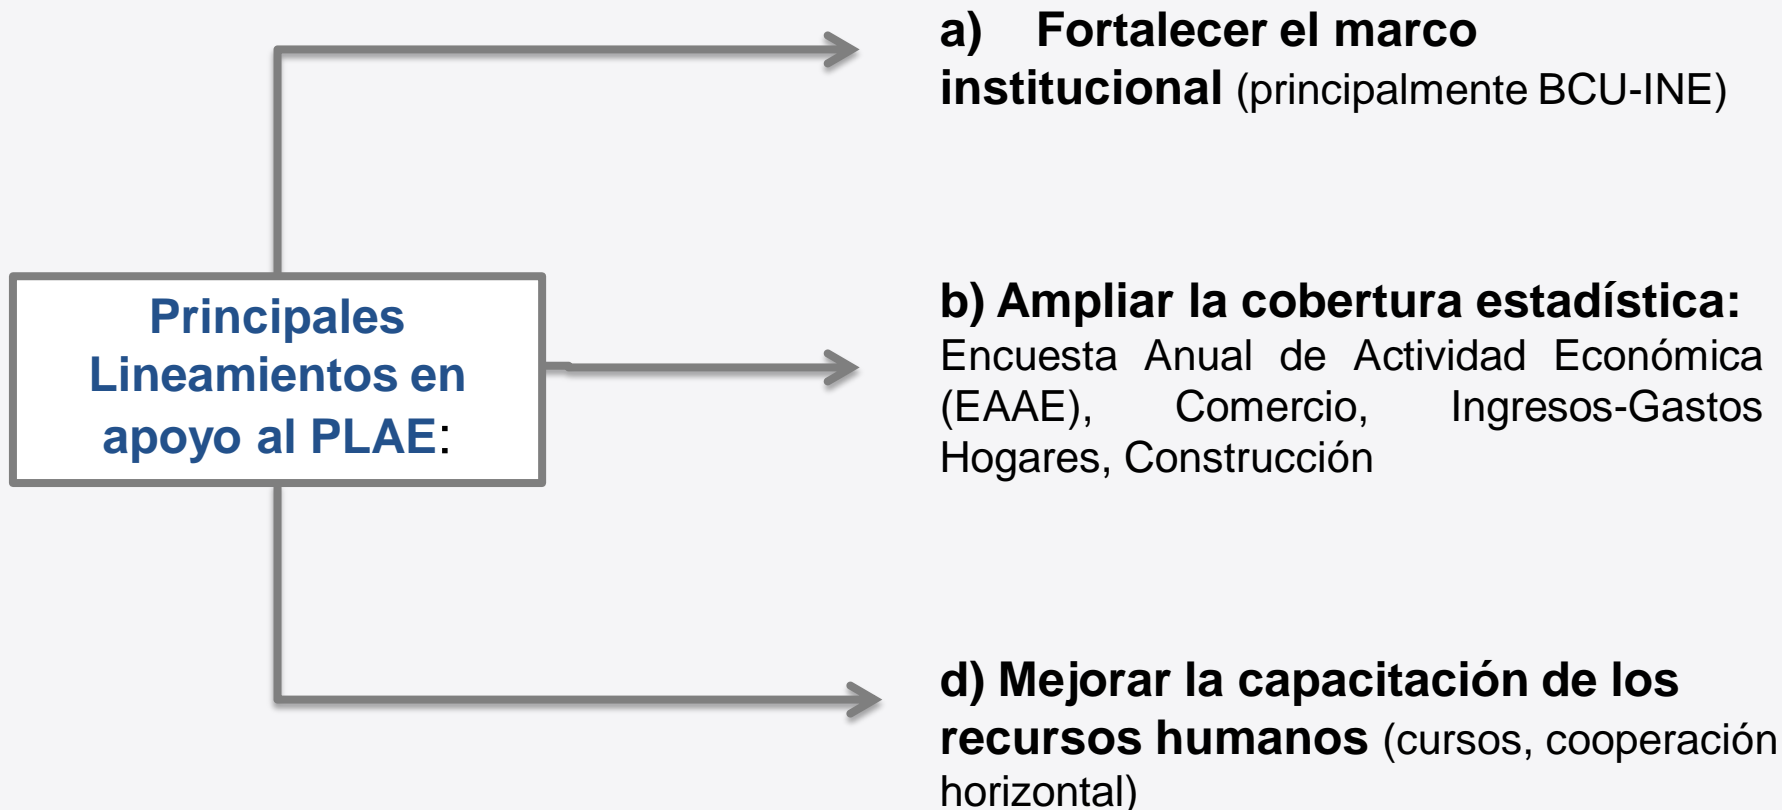 a) Fortalecer el marco
institucional (principalmente BCU-INE)
Principales
Lineamientos en
apoyo al PLAE:
b) Ampliar la cobertura estadística:
Encuesta Anual de Actividad Económica
(EAAE), Comercio, Ingresos-Gastos
Hogares, Construcción
d) Mejorar la capacitación de los
recursos humanos (cursos, cooperación
horizontal)